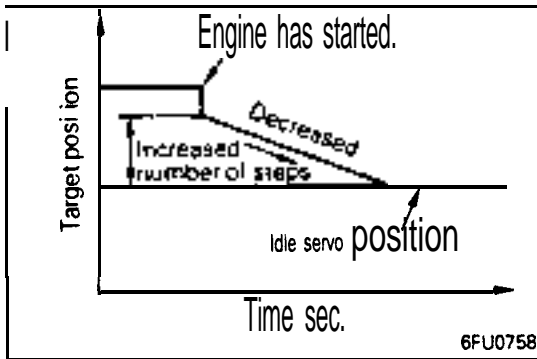 Engine has started.
Target position
Decreased
Increased
number of steps
Idle servo position
Time sec.
6FU0758